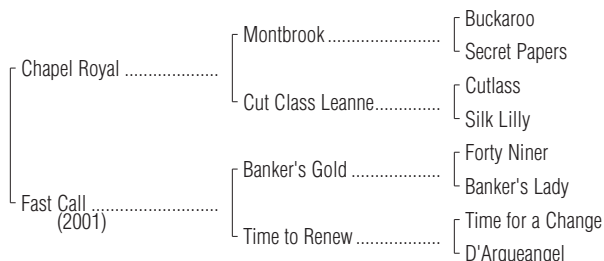 Buckaroo
Montbrook
Secret Papers
Chapel Royal
Cutlass
Cut Class Leanne
Silk Lilly
Forty Niner
Banker's Gold
Banker's Lady
Fast Call
(2001)
Time for a Change
Time to Renew
D'Arqueangel